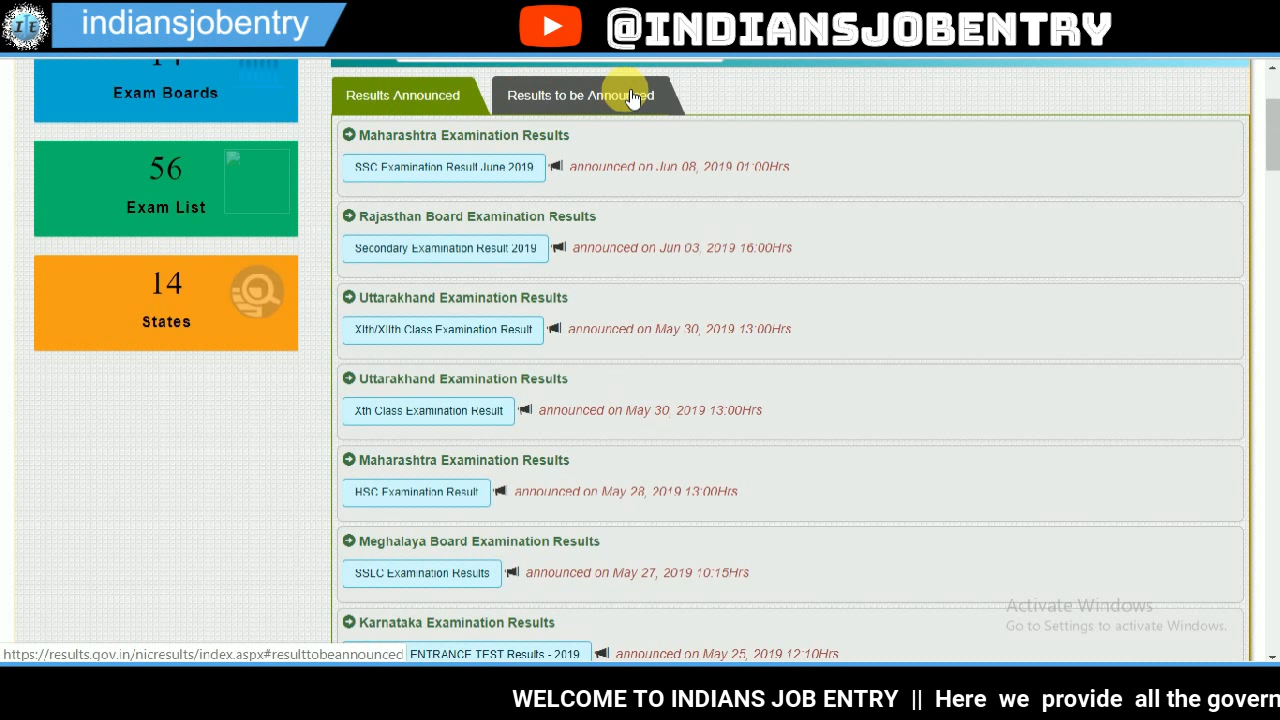 indiansjobentry
@INDIANSJOBENTRY
Exam Boards
56
Exam List
14
States
Results Announced
Results to be Announced
Maharashtra Examination Results
SSC Examination Result June 2019 announced on Jun 08, 2019 01:00Hrs
Rajasthan Board Examination Results
Secondary Examination Result 2019 announced on Jun 03, 2019 16:00Hrs
Uttarakhand Examination Results
XIth/XIIth Class Examination Result announced on May 30, 2019 13:00Hrs
Uttarakhand Examination Results
Xth Class Examination Result announced on May 30, 2019 13:00Hrs
Maharashtra Examination Results
HSC Examination Result announced on May 28, 2019 13:00Hrs
Meghalaya Board Examination Results
SSLC Examination Results announced on May 27, 2019 10:15Hrs
Karnataka Examination Results
ENTRANCE TEST Results - 2019 announced on May 25, 2019 12:10Hrs
Activate Windows
Go to Settings to activate Windows.
https://results.gov.in/nicresults/index.aspx#resulttobeannounced
WELCOME TO INDIANS JOB ENTRY || Here we provide all the govern